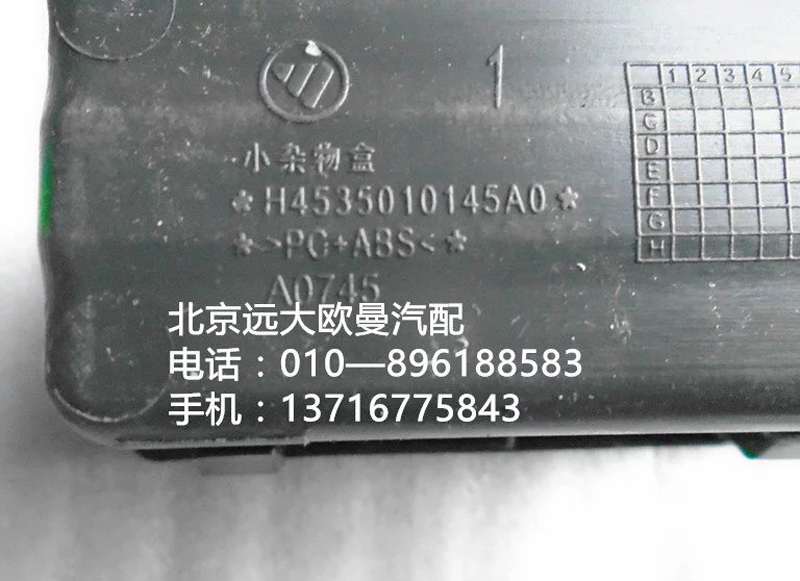 1
小杂物盒
*H4535010145A0*
*>PC+ABS<*
A0745
1 2 3 4 5
B
C
D
E
F
G
H
北京远大欧曼汽配
电话：010—896188583
手机：13716775843